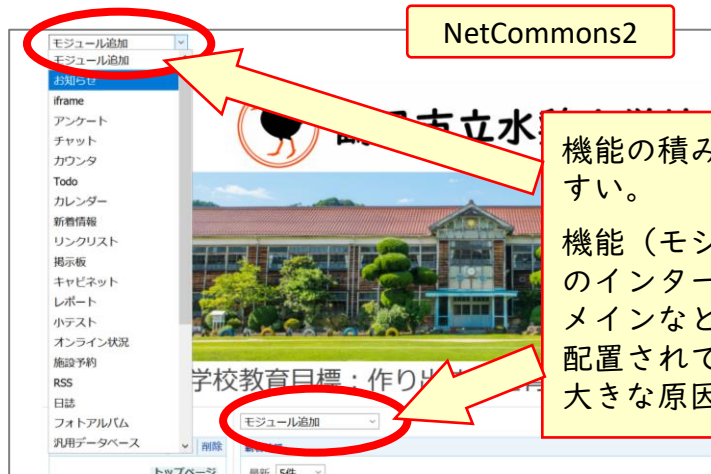 NetCommons2
モジュール追加
モジュール追加
お知らせ
iframe
アンケート
チャット
カウンタ
Todo
カレンダー
新着情報
リンクリスト
掲示板
キャビネット
レポート
小テスト
オンライン状況
施設予約
RSS
日誌
フォトアルバム
汎用データベース
市立水
機能の積み
すい。
機能（モジ
のインター
メインなと
配置されて
大きな原因
学校教育目標：作り出
モジュール追加
削除
トップページ
最新 5件